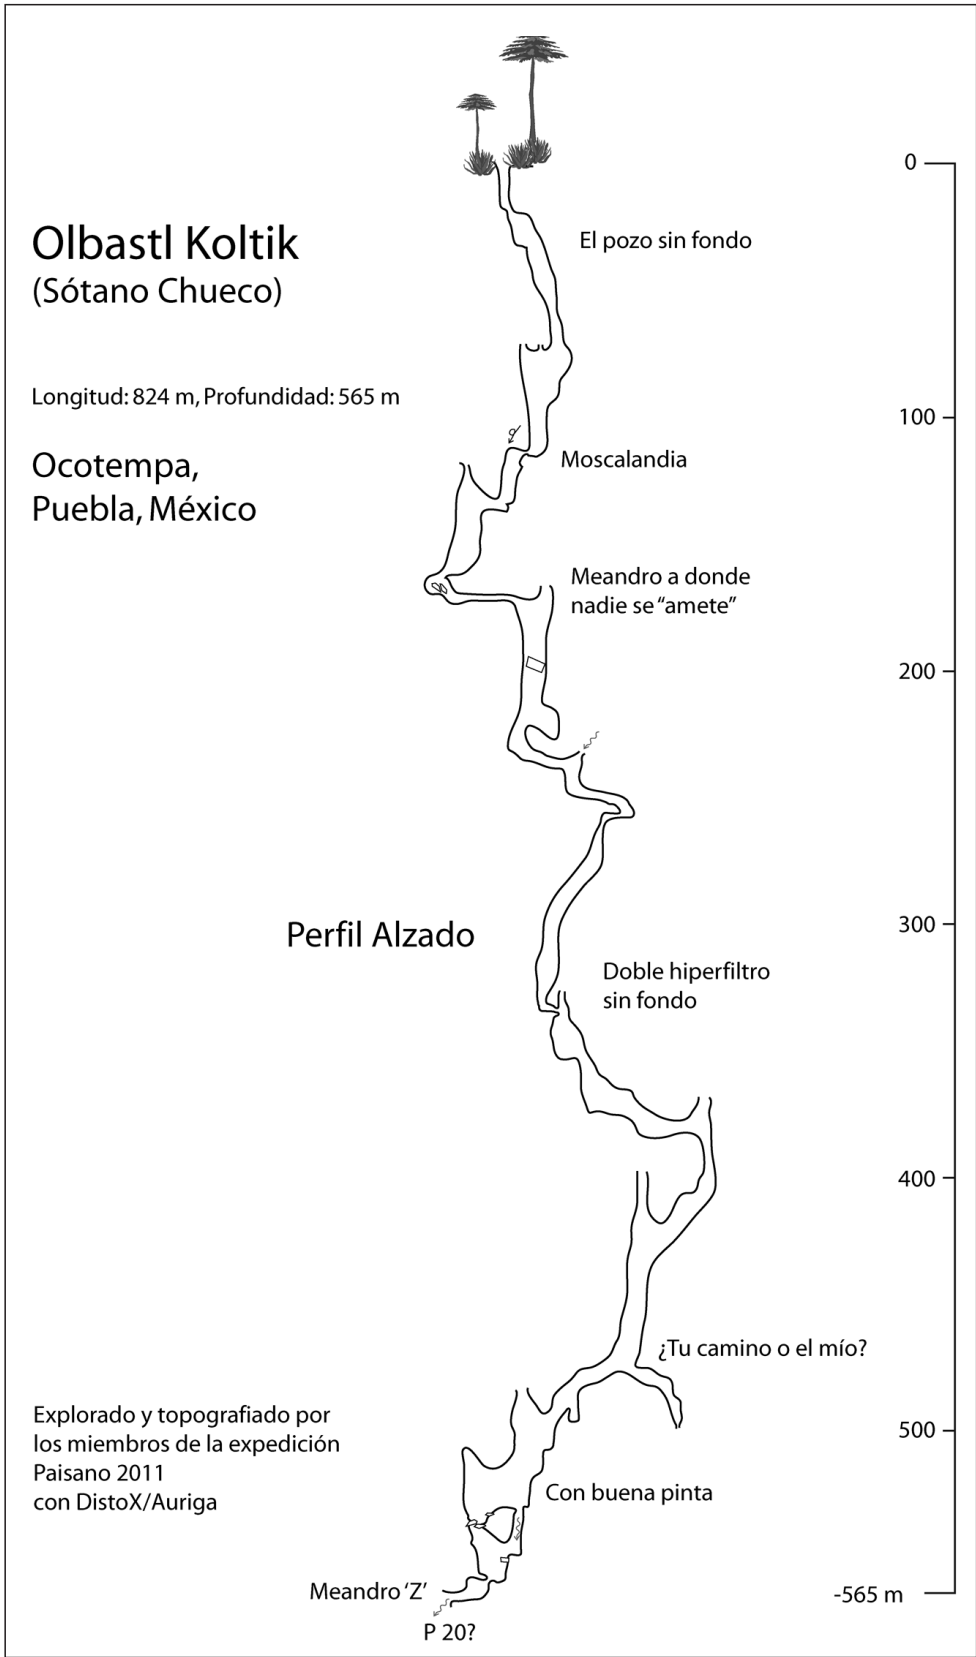 0
Olbastl Koltik
(Sótano Chueco)
El pozo sin fondo
Longitud: 824 m, Profundidad: 565 m
100
Ocotempa,
Puebla, México
Moscalandia
Meandro a donde
nadie se “amete”
200
300
Perfil Alzado
Doble hiperfiltro
sin fondo
400
¿Tu camino o el mío?
Explorado y topografiado por
los miembros de la expedición
Paisano 2011
con DistoX/Auriga
500
Con buena pinta
Meandro ‘Z’
-565 m
P 20?